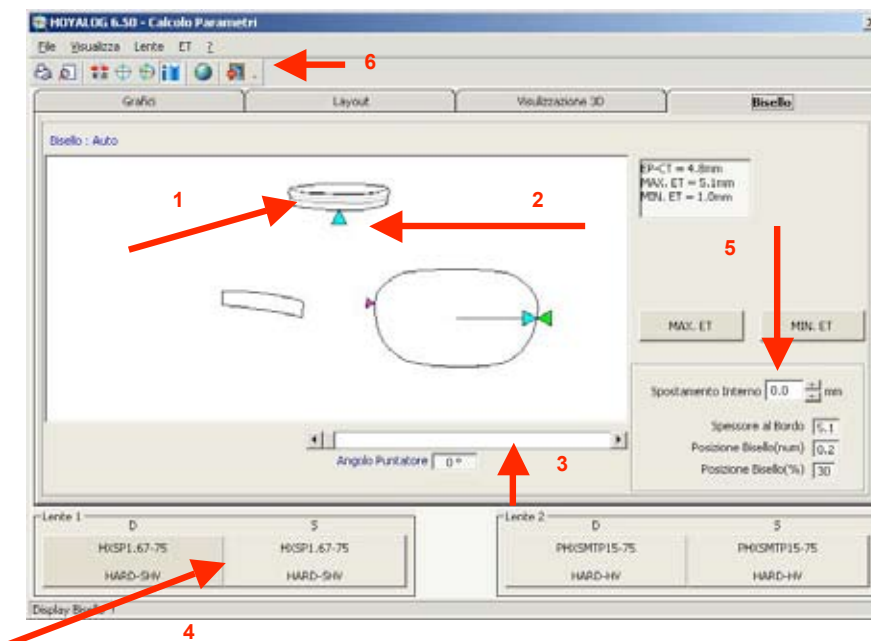 HOYALOG 6.50 - Calcolo Parametri
File Visualizza Lente ET ?
6
Grafici Layout Visulizzazione 3D Bisello
Bisello : Auto
EP-CT = 4.8mm
MAX. ET = 5.1mm
MIN. ET = 1.0mm
1 2
5
MAX. ET MIN. ET
Spostamento Interno 0.0 mm
Spessore al Bordo 5.1
Posizione Bisello(num) 0.2
Posizione Bisello(%) 30
Angolo Puntatore 0 °
3
Lente 1 Lente 2
D S D S
HXSP1.67-75 HXSP1.67-75 PHXSMTP15-75 PHXSMTP15-75
HARD-SHV HARD-SHV HARD-HV HARD-HV
Display Bisello
4